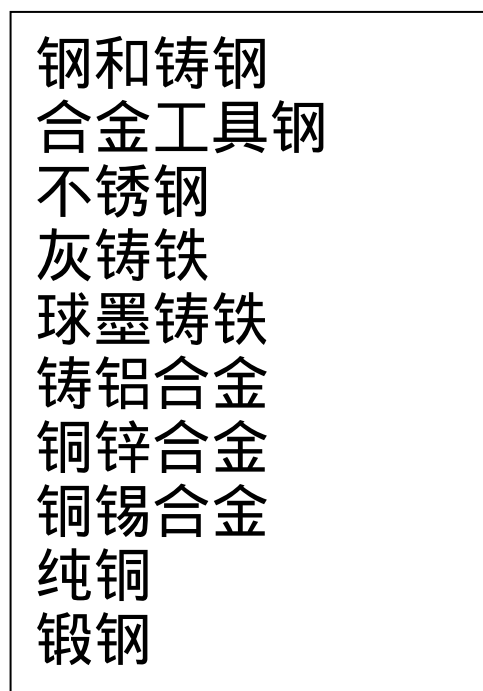 钢和铸钢
合金工具钢
不锈钢
灰铸铁
球墨铸铁
铸铝合金
铜锌合金
铜锡合金
纯铜
锻钢